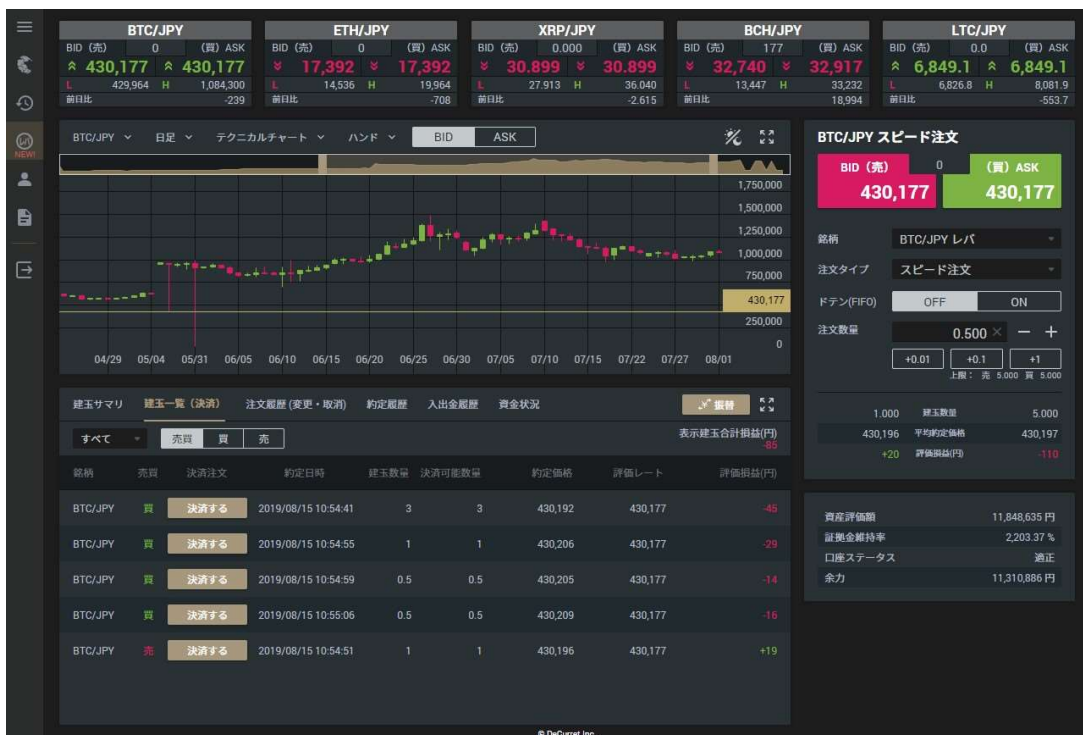 BTC/JPY
BID (売) 0 (買) ASK
430,177 430,177
L 429,964 H 1,084,300
前日比 -239
ETH/JPY
BID (売) 0 (買) ASK
17,392 17,392
L 14,536 H 19,964
前日比 -708
XRP/JPY
BID (売) 0.000 (買) ASK
30.899 30.899
L 27.913 H 36.040
前日比 -2.615
BCH/JPY
BID (売) 177 (買) ASK
32,740 32,917
L 13,447 H 33,232
前日比 18,994
LTC/JPY
BID (売) 0.0 (買) ASK
6,849.1 6,849.1
L 6,826.8 H 8,081.9
前日比 -553.7
NEW!
BTC/JPY 日足 テクニカルチャート ハンド BID ASK
1,750,000
1,500,000
1,250,000
1,000,000
750,000
430,177
250,000
0
04/29 05/04 05/31 06/05 06/10 06/15 06/20 06/25 06/30 07/05 07/10 07/15 07/22 07/27 08/01
BTC/JPY スピード注文
BID (売) 0 (買) ASK
430,177 430,177
銘柄 BTC/JPY レバ
注文タイプ スピード注文
ドテン(FIFO) OFF ON
注文数量 0.500 × − +
+0.01 +0.1 +1
上限： 売 5.000 買 5.000
1.000 建玉数量 5.000
430,196 平均約定価格 430,197
+20 評価損益(円) -110
建玉サマリ 建玉一覧（決済） 注文履歴 (変更・取消) 約定履歴 入出金履歴 資金状況 振替
すべて 売買 買 売 表示建玉合計損益(円)
-85
銘柄 売買 決済注文 約定日時 建玉数量 決済可能数量 約定価格 評価レート 評価損益(円)
BTC/JPY 買 決済する 2019/08/15 10:54:41 3 3 430,192 430,177 -45
BTC/JPY 買 決済する 2019/08/15 10:54:55 1 1 430,206 430,177 -29
BTC/JPY 買 決済する 2019/08/15 10:54:59 0.5 0.5 430,205 430,177 -14
BTC/JPY 買 決済する 2019/08/15 10:55:06 0.5 0.5 430,209 430,177 -16
BTC/JPY 売 決済する 2019/08/15 10:54:51 1 1 430,196 430,177 +19
資産評価額 11,848,635 円
証拠金維持率 2,203.37 %
口座ステータス 適正
余力 11,310,886 円
© DeCurret Inc.